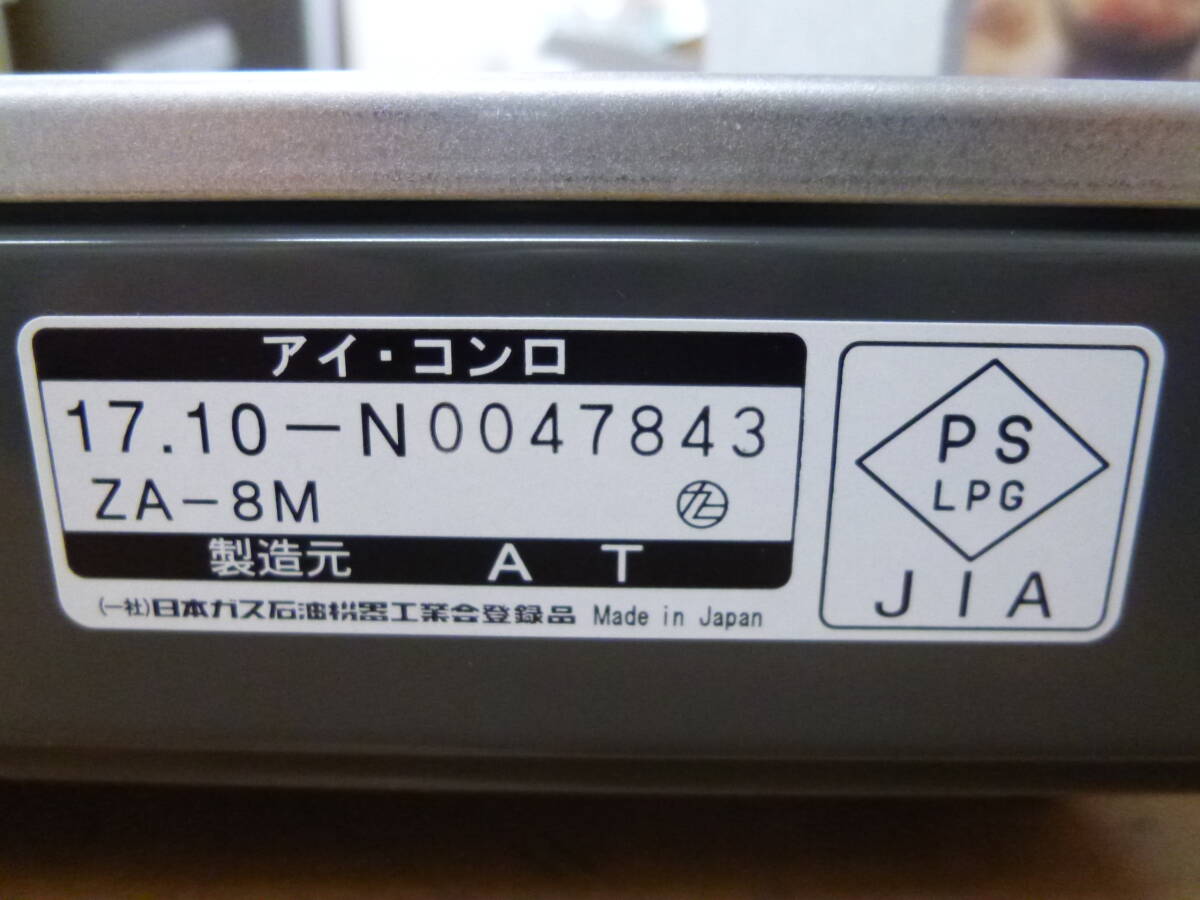 アイ・コンロ
17.10-N0047843
ZA-8M
製造元 AT
(一社)日本ガス石油機器工業会登録品 Made in Japan
PS
LPG
JIA